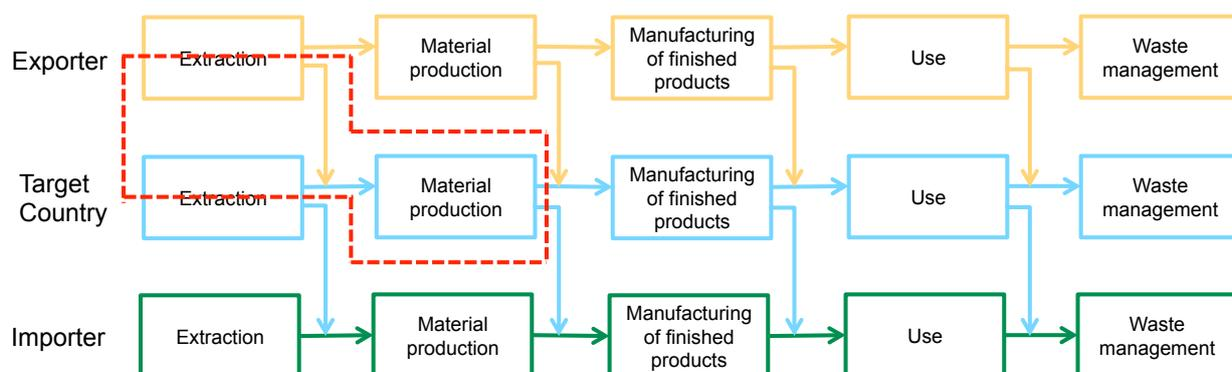 Exporter
Extraction
Material
production
Manufacturing
of finished
products
Use
Waste
management
Target
Country
Extraction
Material
production
Manufacturing
of finished
products
Use
Waste
management
Importer
Extraction
Material
production
Manufacturing
of finished
products
Use
Waste
management